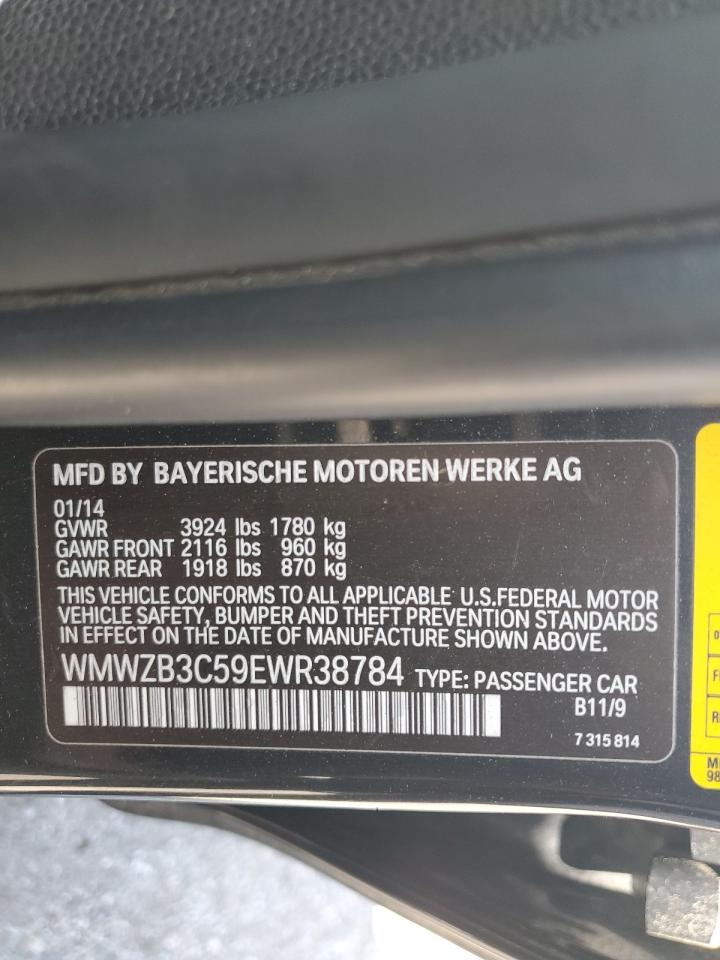 MFD BY BAYERISCHE MOTOREN WERKE AG
01/14
GVWR 3924 lbs 1780 kg
GAWR FRONT 2116 lbs 960 kg
GAWR REAR 1918 lbs 870 kg
THIS VEHICLE CONFORMS TO ALL APPLICABLE U.S.FEDERAL MOTOR
VEHICLE SAFETY, BUMPER AND THEFT PREVENTION STANDARDS
IN EFFECT ON THE DATE OF MANUFACTURE SHOWN ABOVE.
WMWZB3C59EWR38784 TYPE: PASSENGER CAR
B11/9
7 315 814